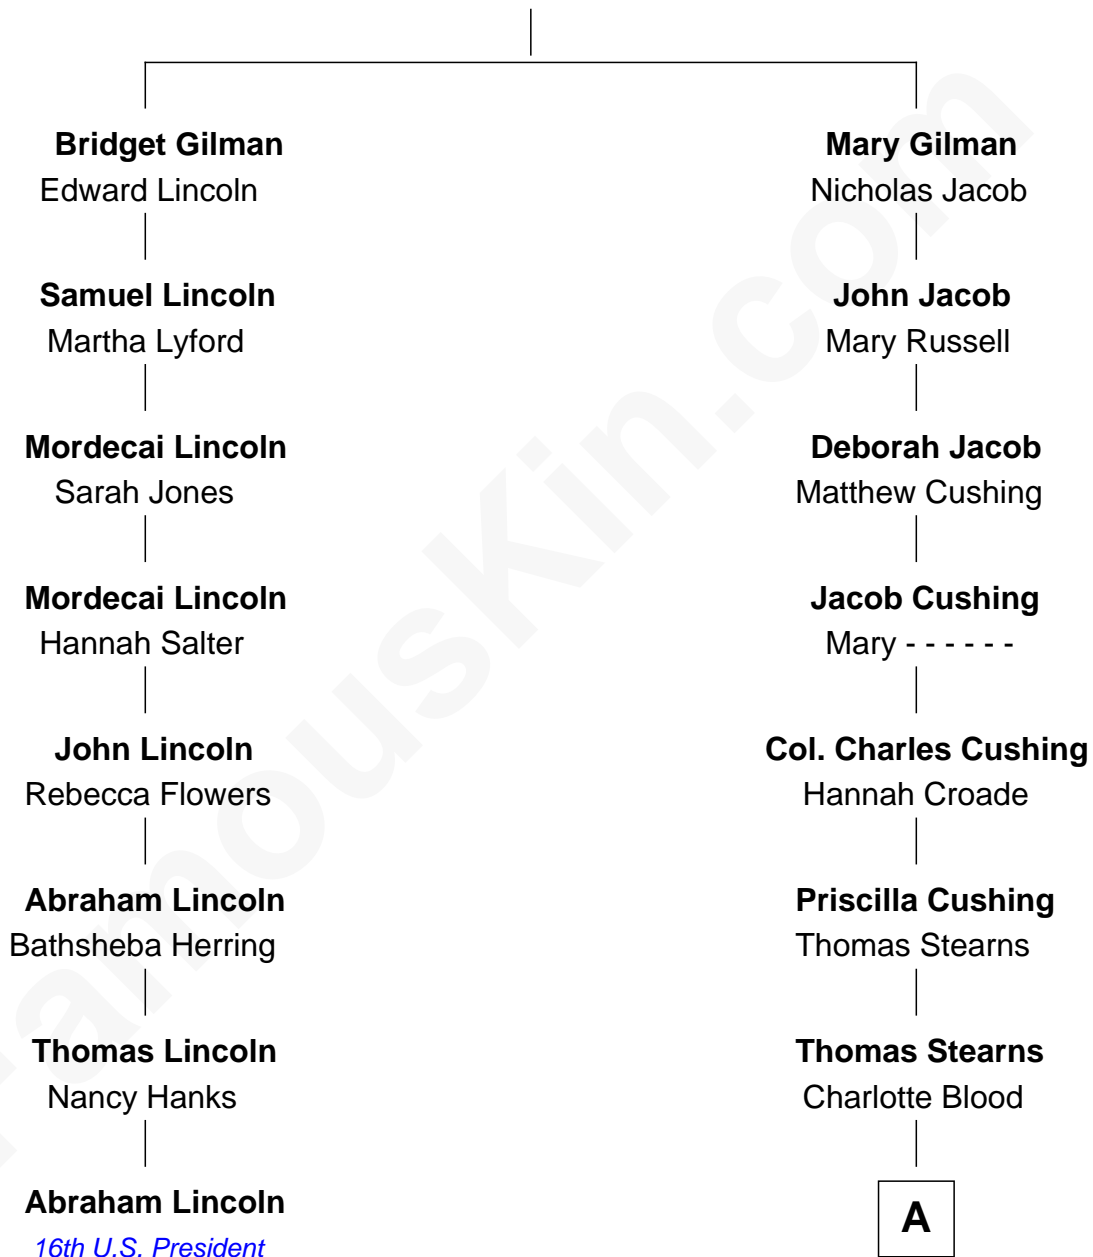 Bridget Gilman
Edward Lincoln
Mary Gilman
Nicholas Jacob
Samuel Lincoln
Martha Lyford
John Jacob
Mary Russell
Mordecai Lincoln
Sarah Jones
Deborah Jacob
Matthew Cushing
Mordecai Lincoln
Hannah Salter
Jacob Cushing
Mary - - - - - -
John Lincoln
Rebecca Flowers
Col. Charles Cushing
Hannah Croade
Abraham Lincoln
Bathsheba Herring
Priscilla Cushing
Thomas Stearns
Thomas Lincoln
Nancy Hanks
Thomas Stearns
Charlotte Blood
Abraham Lincoln
16th U.S. President
A
FamousKin.com